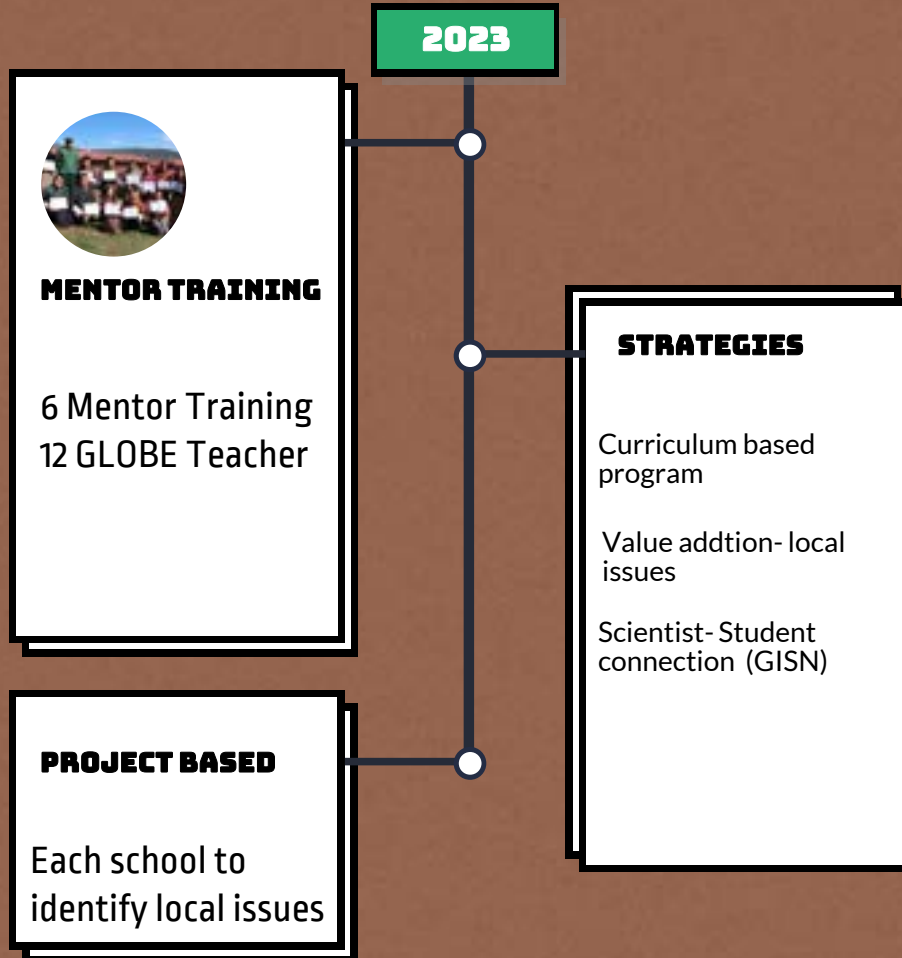 2023
MENTOR TRAINING
6 Mentor Training
12 GLOBE Teacher
STRATEGIES
Curriculum based
program
Value addtion- local
issues
Scientist- Student
connection (GISN)
PROJECT BASED
Each school to
identify local issues